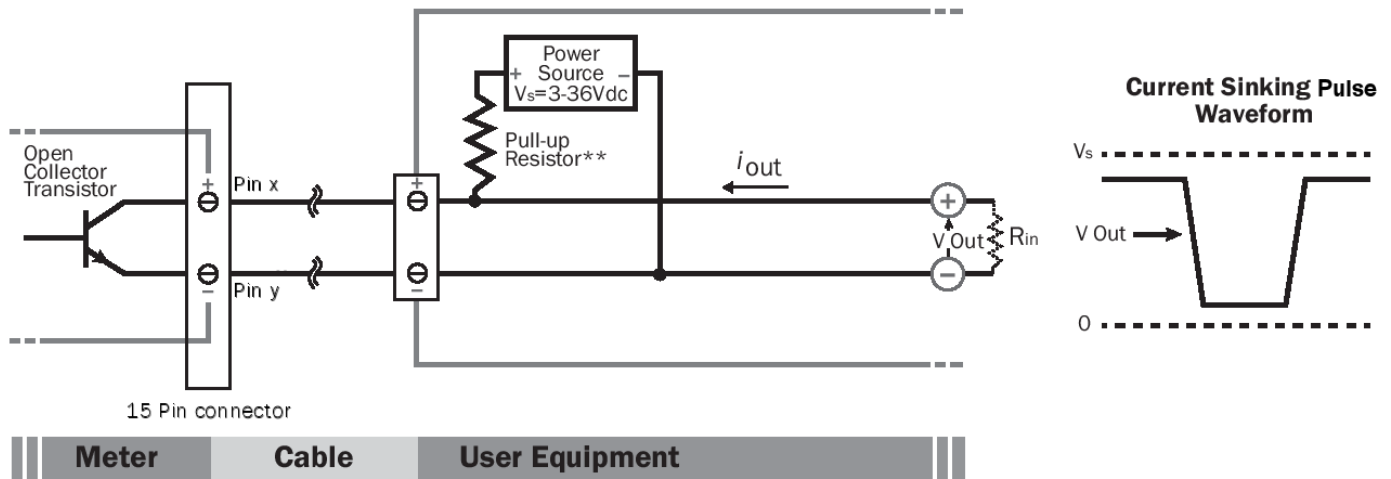 Open
Collector
Transistor
+
Pin x
−
Pin y
15 Pin connector
Power
+ Source −
Vs=3-36Vdc
Pull-up
Resistor**
+
−
iout
+
V Out
−
Rin
Current Sinking Pulse
Waveform
Vs
V Out
0
Meter
Cable
User Equipment